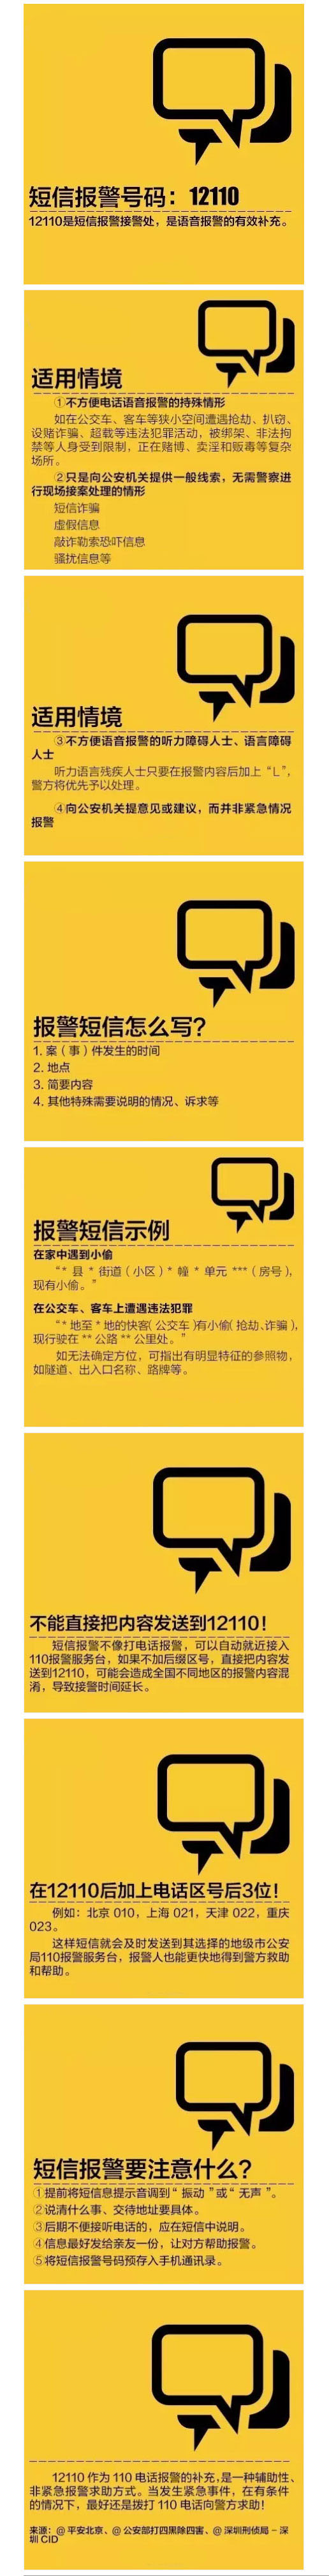 短信报警号码：12110
12110是短信报警接警处，是语音报警的有效补充。
适用情境
①不方便电话语音报警的特殊情形
如在公交车、客车等狭小空间遭遇抢劫、扒窃、
设赌诈骗、超载等违法犯罪活动，被绑架、非法拘
禁等人身受到限制，正在赌博、卖淫和贩毒等复杂
场所。
②只是向公安机关提供一般线索，无需警察进
行现场接案处理的情形
短信诈骗
虚假信息
敲诈勒索恐吓信息
骚扰信息等
适用情境
③不方便语音报警的听力障碍人士、语言障碍
人士
听力语言残疾人士只要在报警内容后加上“L”，
警方将优先予以处理。
④向公安机关提意见或建议，而并非紧急情况
报警
报警短信怎么写？
1. 案（事）件发生的时间
2. 地点
3. 简要内容
4. 其他特殊需要说明的情况、诉求等
报警短信示例
在家中遇到小偷
“* 县 * 街道（小区）* 幢 * 单元 ***（房号），
现有小偷。”
在公交车、客车上遭遇违法犯罪
“* 地至 * 地的快客（公交车）有小偷（抢劫、诈骗），
现行驶在 ** 公路 ** 公里处。”
如无法确定方位，可指出有明显特征的参照物，
如隧道、出入口名称、路牌等。
不能直接把内容发送到12110！
短信报警不像打电话报警，可以自动就近接入
110报警服务台，如果不加后缀区号，直接把内容发
送到12110，可能会造成全国不同地区的报警内容混
淆，导致接警时间延长。
在12110后加上电话区号后3位！
例如：北京 010，上海 021，天津 022，重庆
023。
这样短信就会及时发送到其选择的地级市公安
局110报警服务台，报警人也能更快地得到警方救助
和帮助。
短信报警要注意什么？
①提前将短信息提示音调到“ 振动 ”或“ 无声 ”。
②说清什么事、交待地址要具体。
③后期不便接听电话的，应在短信中说明。
④信息最好发给亲友一份，让对方帮助报警。
⑤将短信报警号码预存入手机通讯录。
12110 作为 110 电话报警的补充，是一种辅助性、
非紧急报警求助方式。当发生紧急事件，在有条件
的情况下，最好还是拨打 110 电话向警方求助！
来源：@ 平安北京、@ 公安部打四黑除四害、@ 深圳刑侦局 - 深
圳 CID